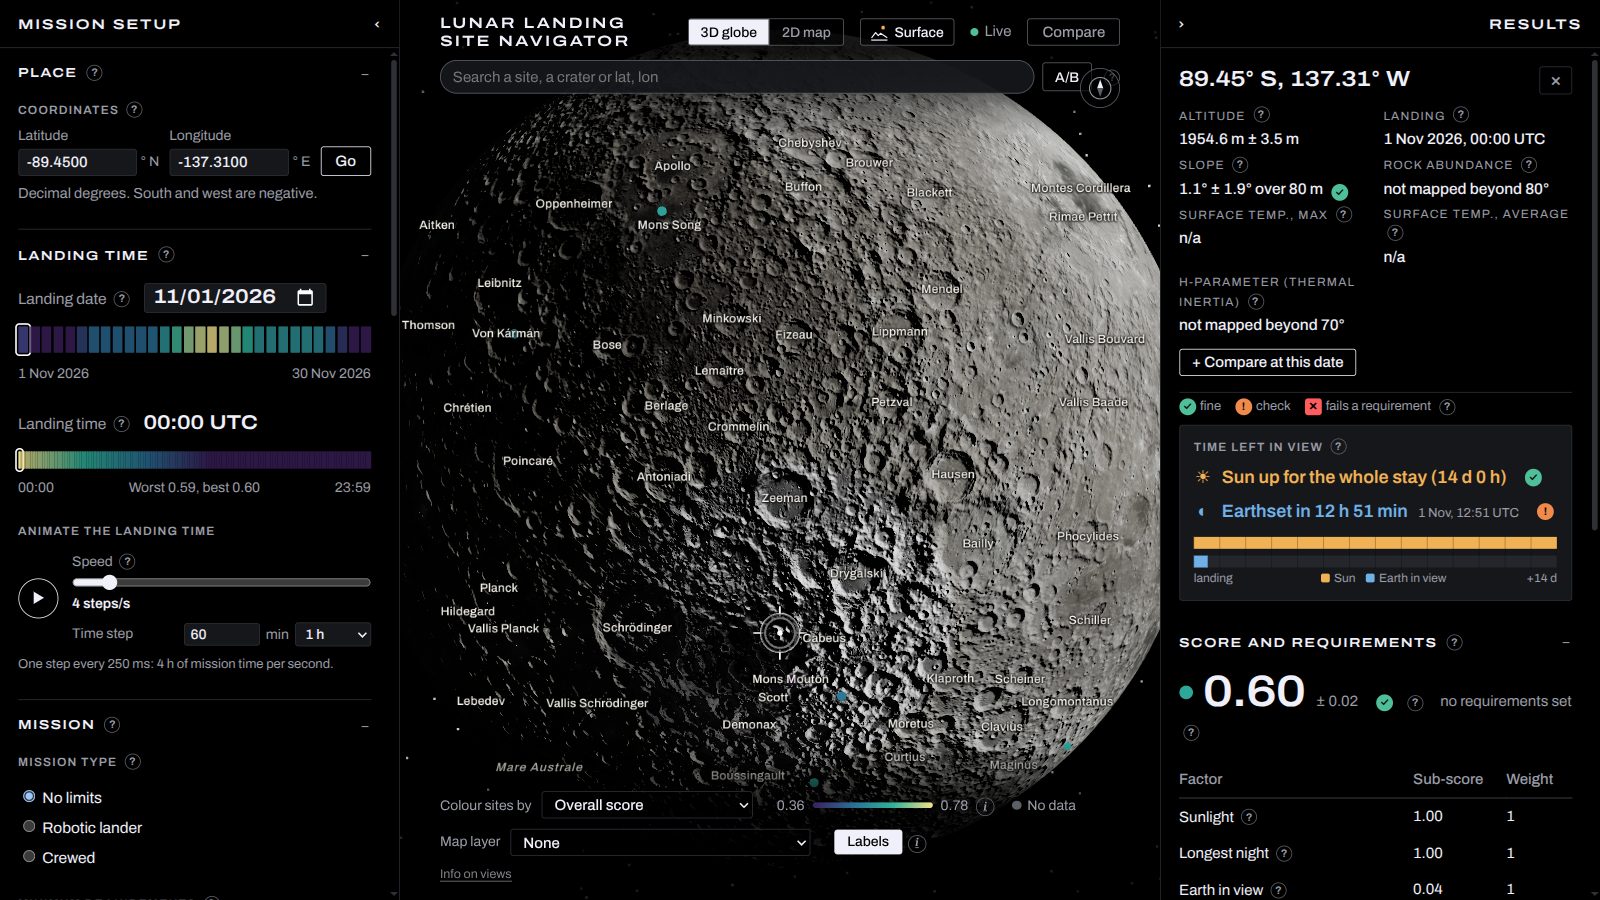 MISSION SETUP
PLACE ?
COORDINATES ?
Latitude Longitude
-89.4500 ° N -137.3100 ° E Go
Decimal degrees. South and west are negative.
LANDING TIME ?
Landing date ? 11/01/2026
1 Nov 2026 30 Nov 2026
Landing time ? 00:00 UTC
00:00 Worst 0.59, best 0.60 23:59
ANIMATE THE LANDING TIME
Speed ?
4 steps/s
Time step 60 min 1 h
One step every 250 ms: 4 h of mission time per second.
MISSION ?
MISSION TYPE ?
No limits
Robotic lander
Crewed
LUNAR LANDING
SITE NAVIGATOR
3D globe 2D map Surface Live Compare
Search a site, a crater or lat, lon A/B
Chebyshev
Apollo
Brouwer
Buffon
Blackett
Montes Cordillera
Oppenheimer
Rimae Pettit
Aitken
Mons Song
Leibnitz
Mendel
Minkowski
Thomson
Von Kármán
Fizeau
Lippmann
Vallis Bouvard
Bose
Lemaître
Chrétien
Berlage
Petzval
Vallis Baade
Crommelin
Poincaré
Antoniadi
Hausen
Zeeman
Bailly
Phocylides
Drygalski
Planck
Hildegard
Vallis Planck
Schrödinger
Schiller
Cabeus
Mons Mouton
Klaproth
Scheiner
Lebedev
Vallis Schrödinger
Scott
Longomontanus
Demonax
Moretus
Clavius
Curtius
Maginus
Mare Australe
Boussingault
Colour sites by Overall score 0.36 0.78 i No data
Map layer None Labels i
Info on views
RESULTS
89.45° S, 137.31° W
ALTITUDE ? LANDING ?
1954.6 m ± 3.5 m 1 Nov 2026, 00:00 UTC
SLOPE ? ROCK ABUNDANCE ?
1.1° ± 1.9° over 80 m not mapped beyond 80°
SURFACE TEMP., MAX ? SURFACE TEMP., AVERAGE ?
n/a n/a
H-PARAMETER (THERMAL
INERTIA) ?
not mapped beyond 70°
+ Compare at this date
fine check fails a requirement ?
TIME LEFT IN VIEW ?
Sun up for the whole stay (14 d 0 h)
Earthset in 12 h 51 min 1 Nov, 12:51 UTC
landing Sun Earth in view +14 d
SCORE AND REQUIREMENTS ?
0.60 ± 0.02 ? no requirements set
?
Factor Sub-score Weight
Sunlight ? 1.00 1
Longest night ? 1.00 1
Earth in view ? 0.04 1